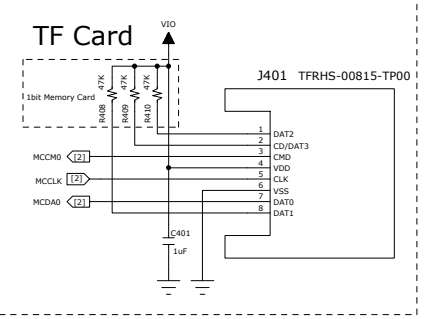 TF Card
VIO
J401 TFRHS-00815-TP00
1bit Memory Card
47K
47K
47K
R408
R409
R410
1 DAT2
2 CD/DAT3
MCCM0 [2] 3 CMD
4 VDD
MCCLK [2] 5 CLK
6 VSS
MCDA0 [2] 7 DAT0
8 DAT1
C401
1uF